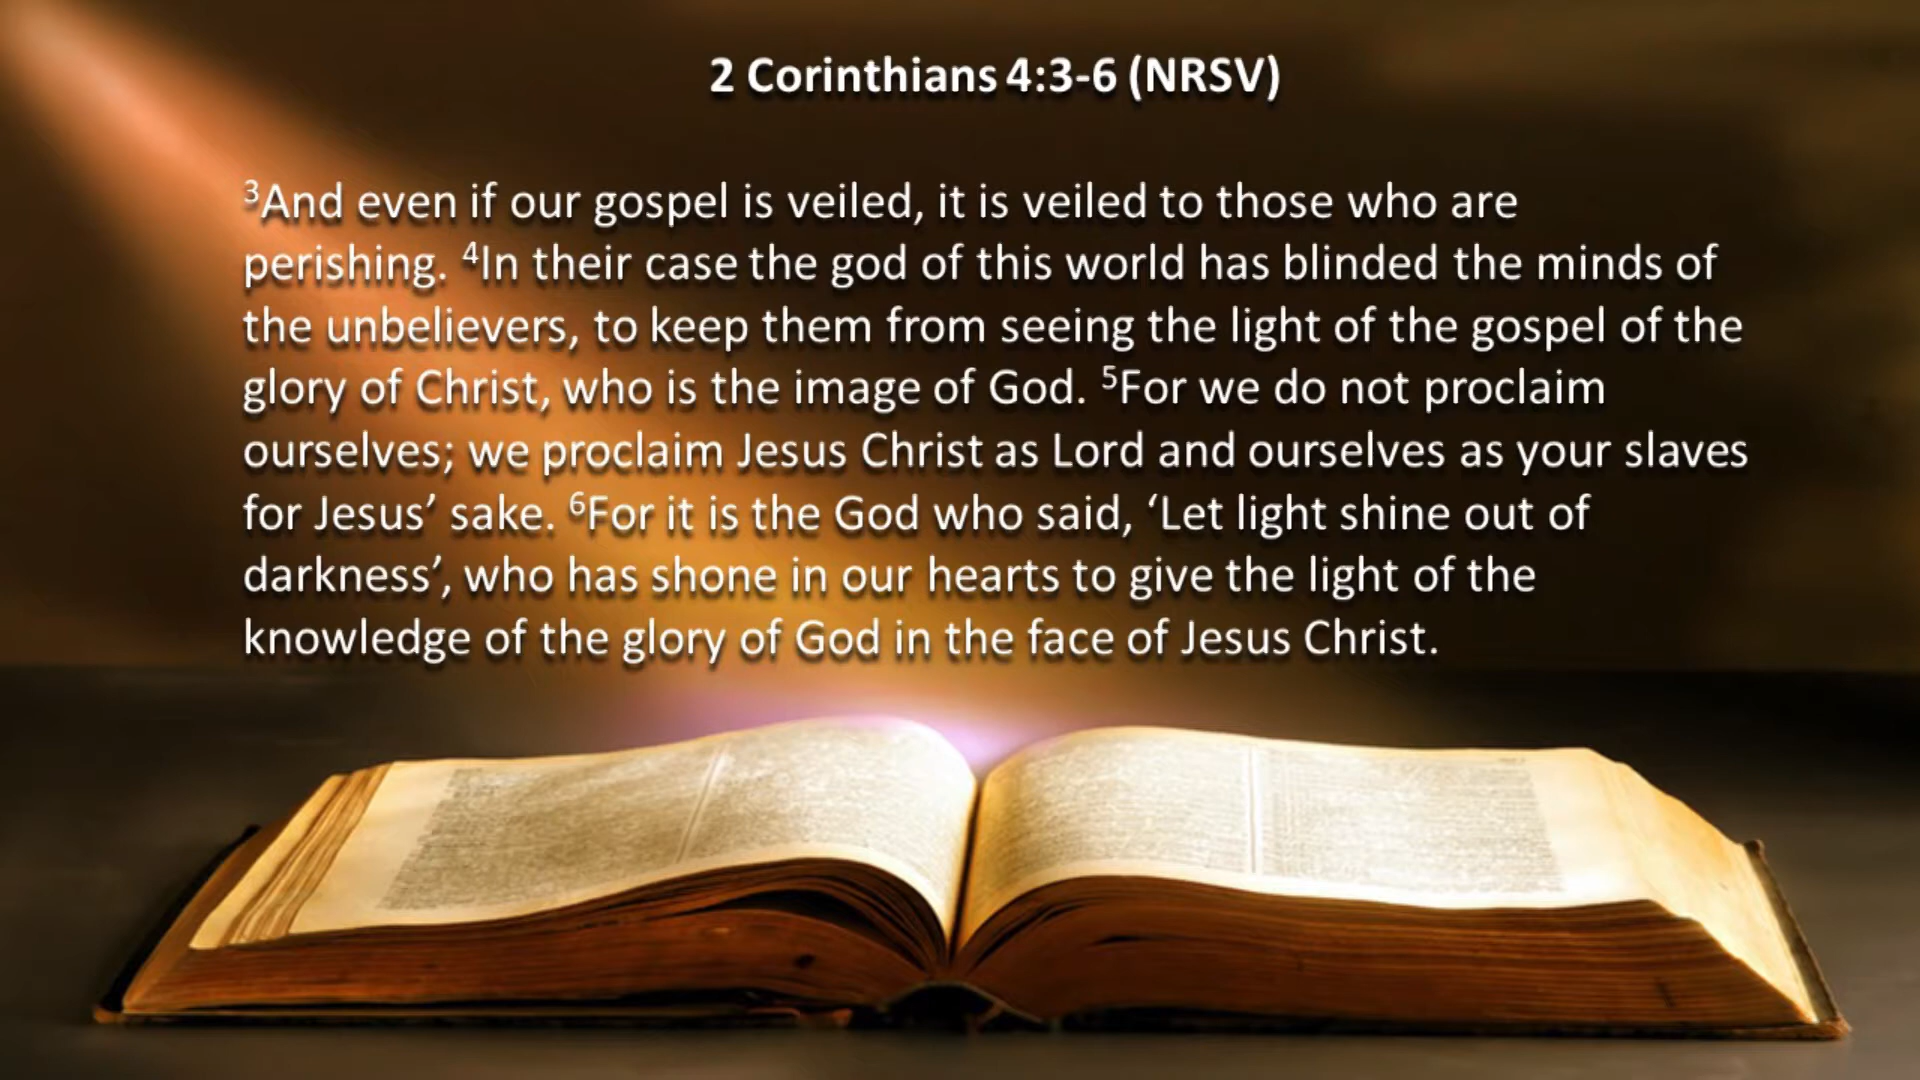 2 Corinthians 4:3-6 (NRSV)
³And even if our gospel is veiled, it is veiled to those who are
perishing. ⁴In their case the god of this world has blinded the minds of
the unbelievers, to keep them from seeing the light of the gospel of the
glory of Christ, who is the image of God. ⁵For we do not proclaim
ourselves; we proclaim Jesus Christ as Lord and ourselves as your slaves
for Jesus’ sake. ⁶For it is the God who said, ‘Let light shine out of
darkness’, who has shone in our hearts to give the light of the
knowledge of the glory of God in the face of Jesus Christ.